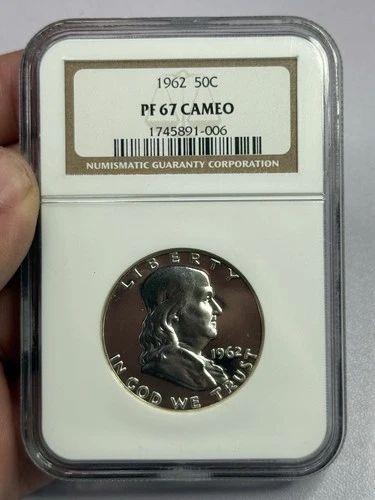 1962 50C
PF 67 CAMEO
1745891-006
NUMISMATIC GUARANTY CORPORATION
LIBERTY
1962
IN GOD WE TRUST